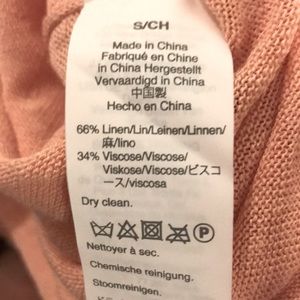 S/CH
Made in China
Fabriqué en Chine
in China Hergestellt
Vervaardigd in China
中国製
Hecho en China
66% Linen/Lin/Leinen/Linnen/
麻/lino
34% Viscose/Viscose/
Viskose/Viscose/ビスコ
ース/viscosa
Dry clean.
P
Nettoyer à sec.
Chemische reinigung.
Stoomreinigen.